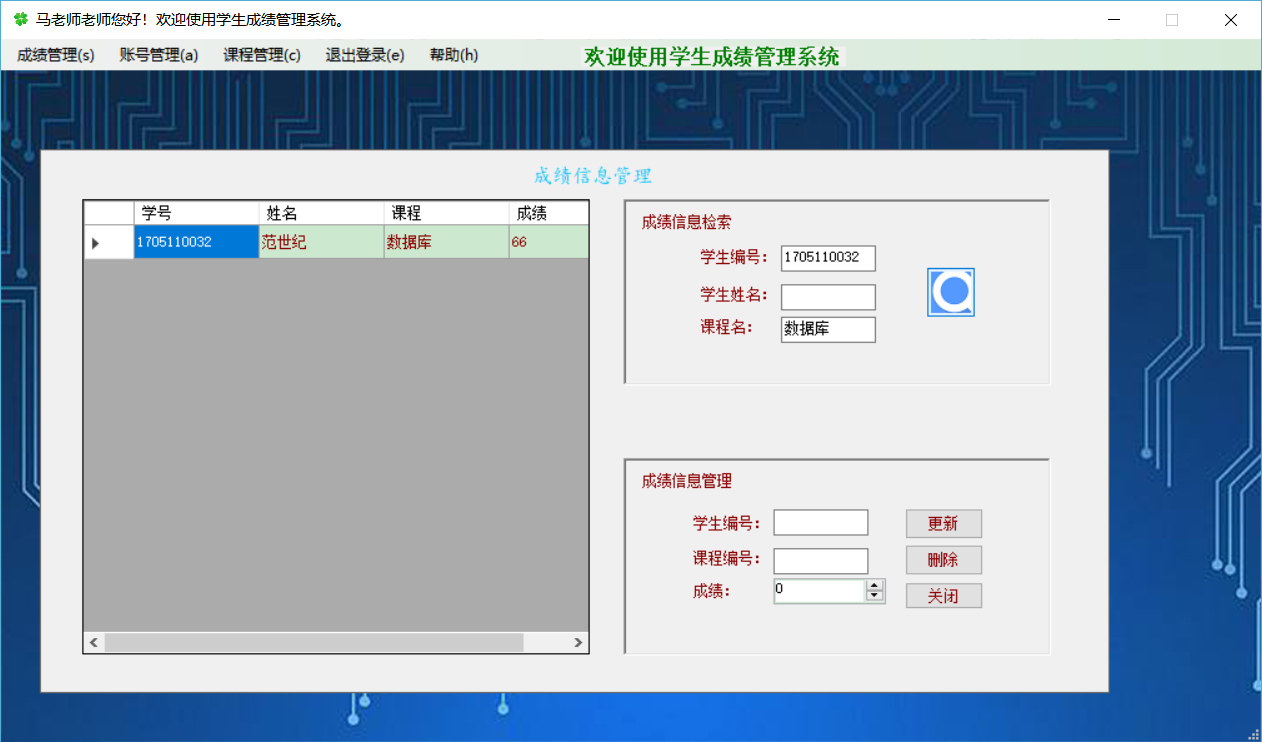 马老师老师您好！欢迎使用学生成绩管理系统。
成绩管理(s) 账号管理(a) 课程管理(c) 退出登录(e) 帮助(h) 欢迎使用学生成绩管理系统
成绩信息管理
学号 姓名 课程 成绩
1705110032 范世纪 数据库 66
成绩信息检索
学生编号： 1705110032
学生姓名：
课程名： 数据库
成绩信息管理
学生编号： 更新
课程编号： 删除
成绩： 0 关闭